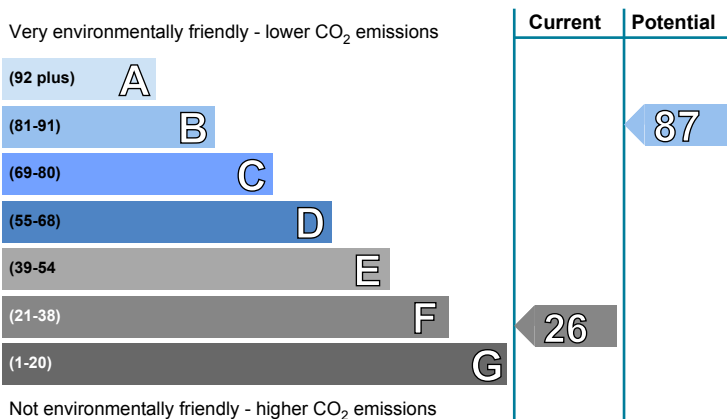 Current Potential
Very environmentally friendly - lower CO2 emissions
(92 plus) A
(81-91) B 87
(69-80) C
(55-68) D
(39-54 E
(21-38) F 26
(1-20) G
Not environmentally friendly - higher CO2 emissions